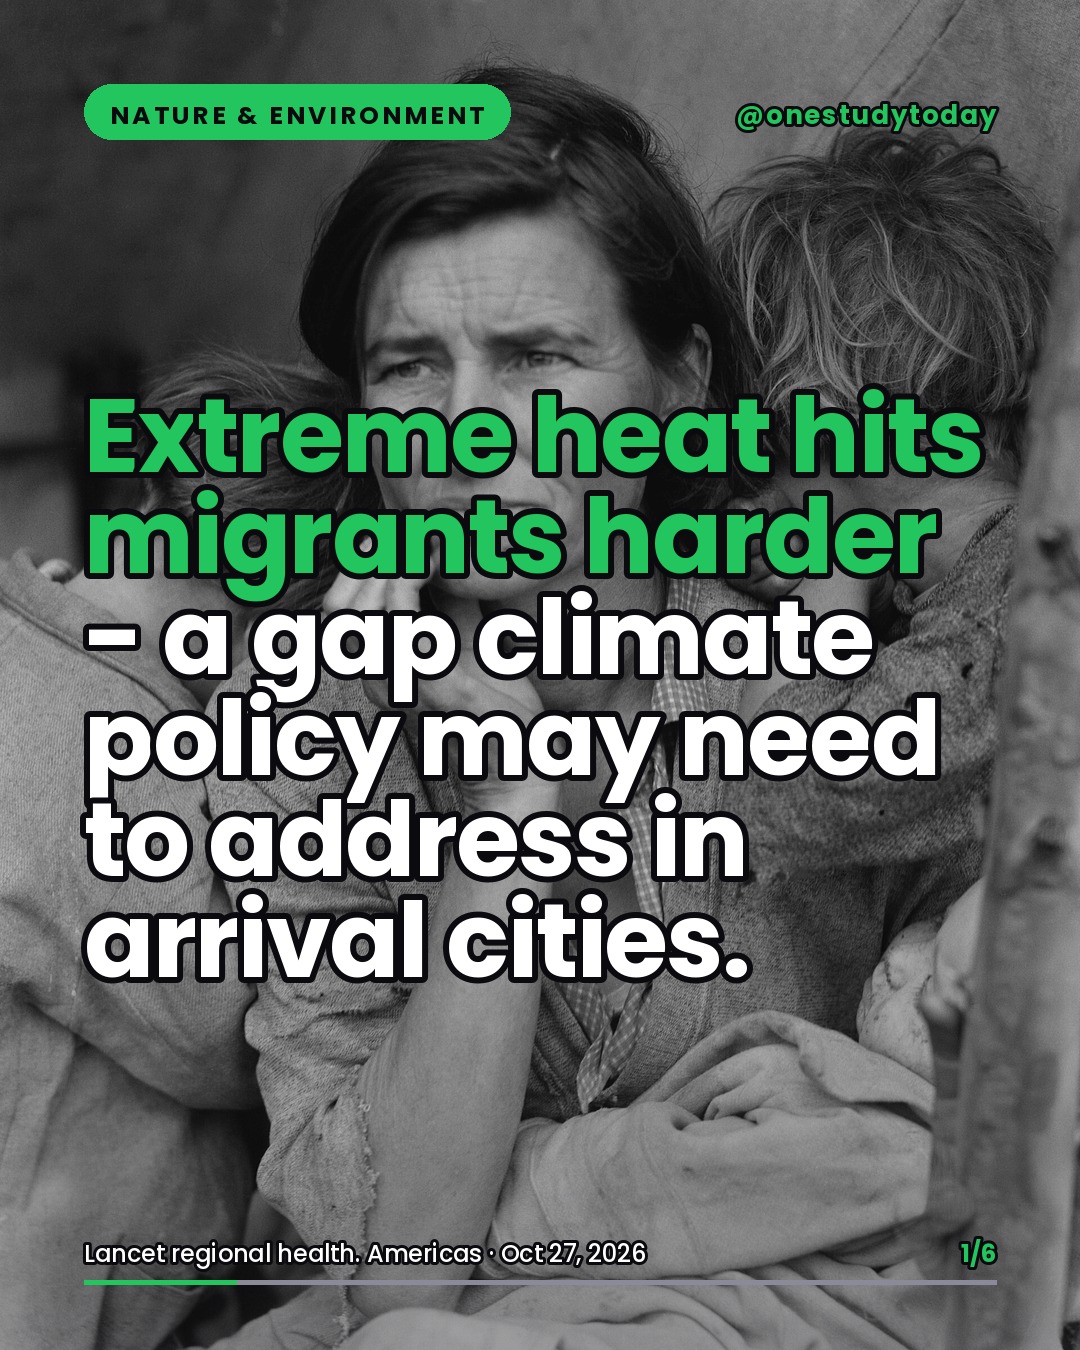 NATURE & ENVIRONMENT
@onestudytoday
Extreme heat hits
migrants harder
– a gap climate
policy may need
to address in
arrival cities.
Lancet regional health. Americas · Oct 27, 2026
1/6